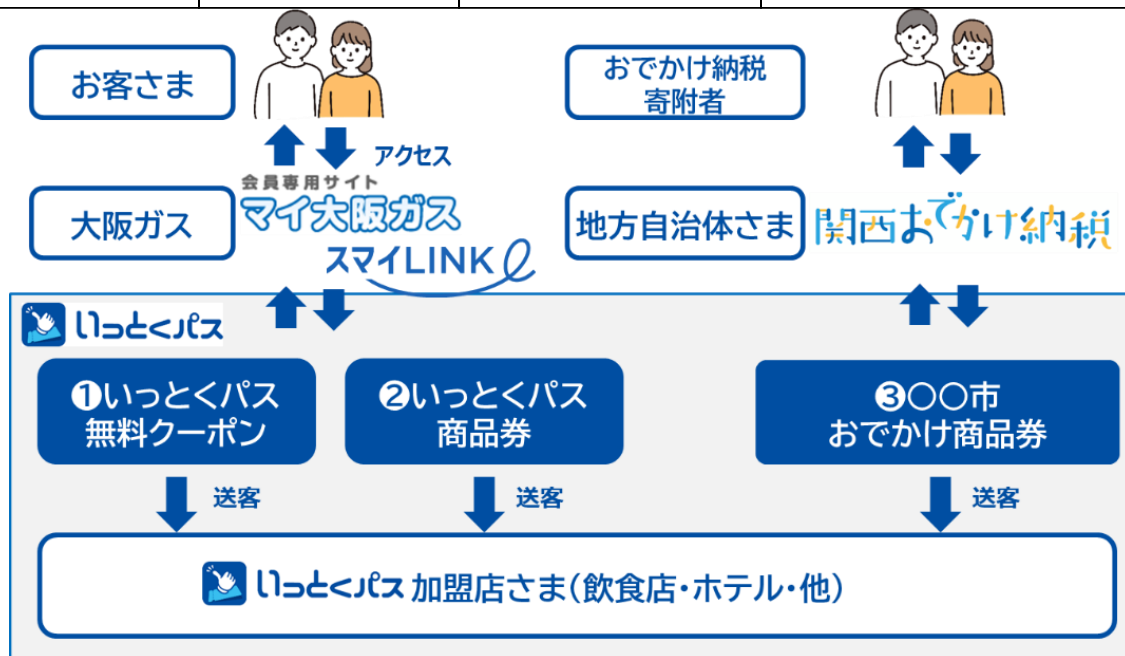 お客さま
おでかけ納税
寄附者
アクセス
会員専用サイト
大阪ガス
マイ大阪ガス
スマイLINK
地方自治体さま
関西おでかけ納税
いっとくパス
❶いっとくパス
無料クーポン
❷いっとくパス
商品券
❸〇〇市
おでかけ商品券
送客
送客
送客
いっとくパス 加盟店さま(飲食店・ホテル・他)